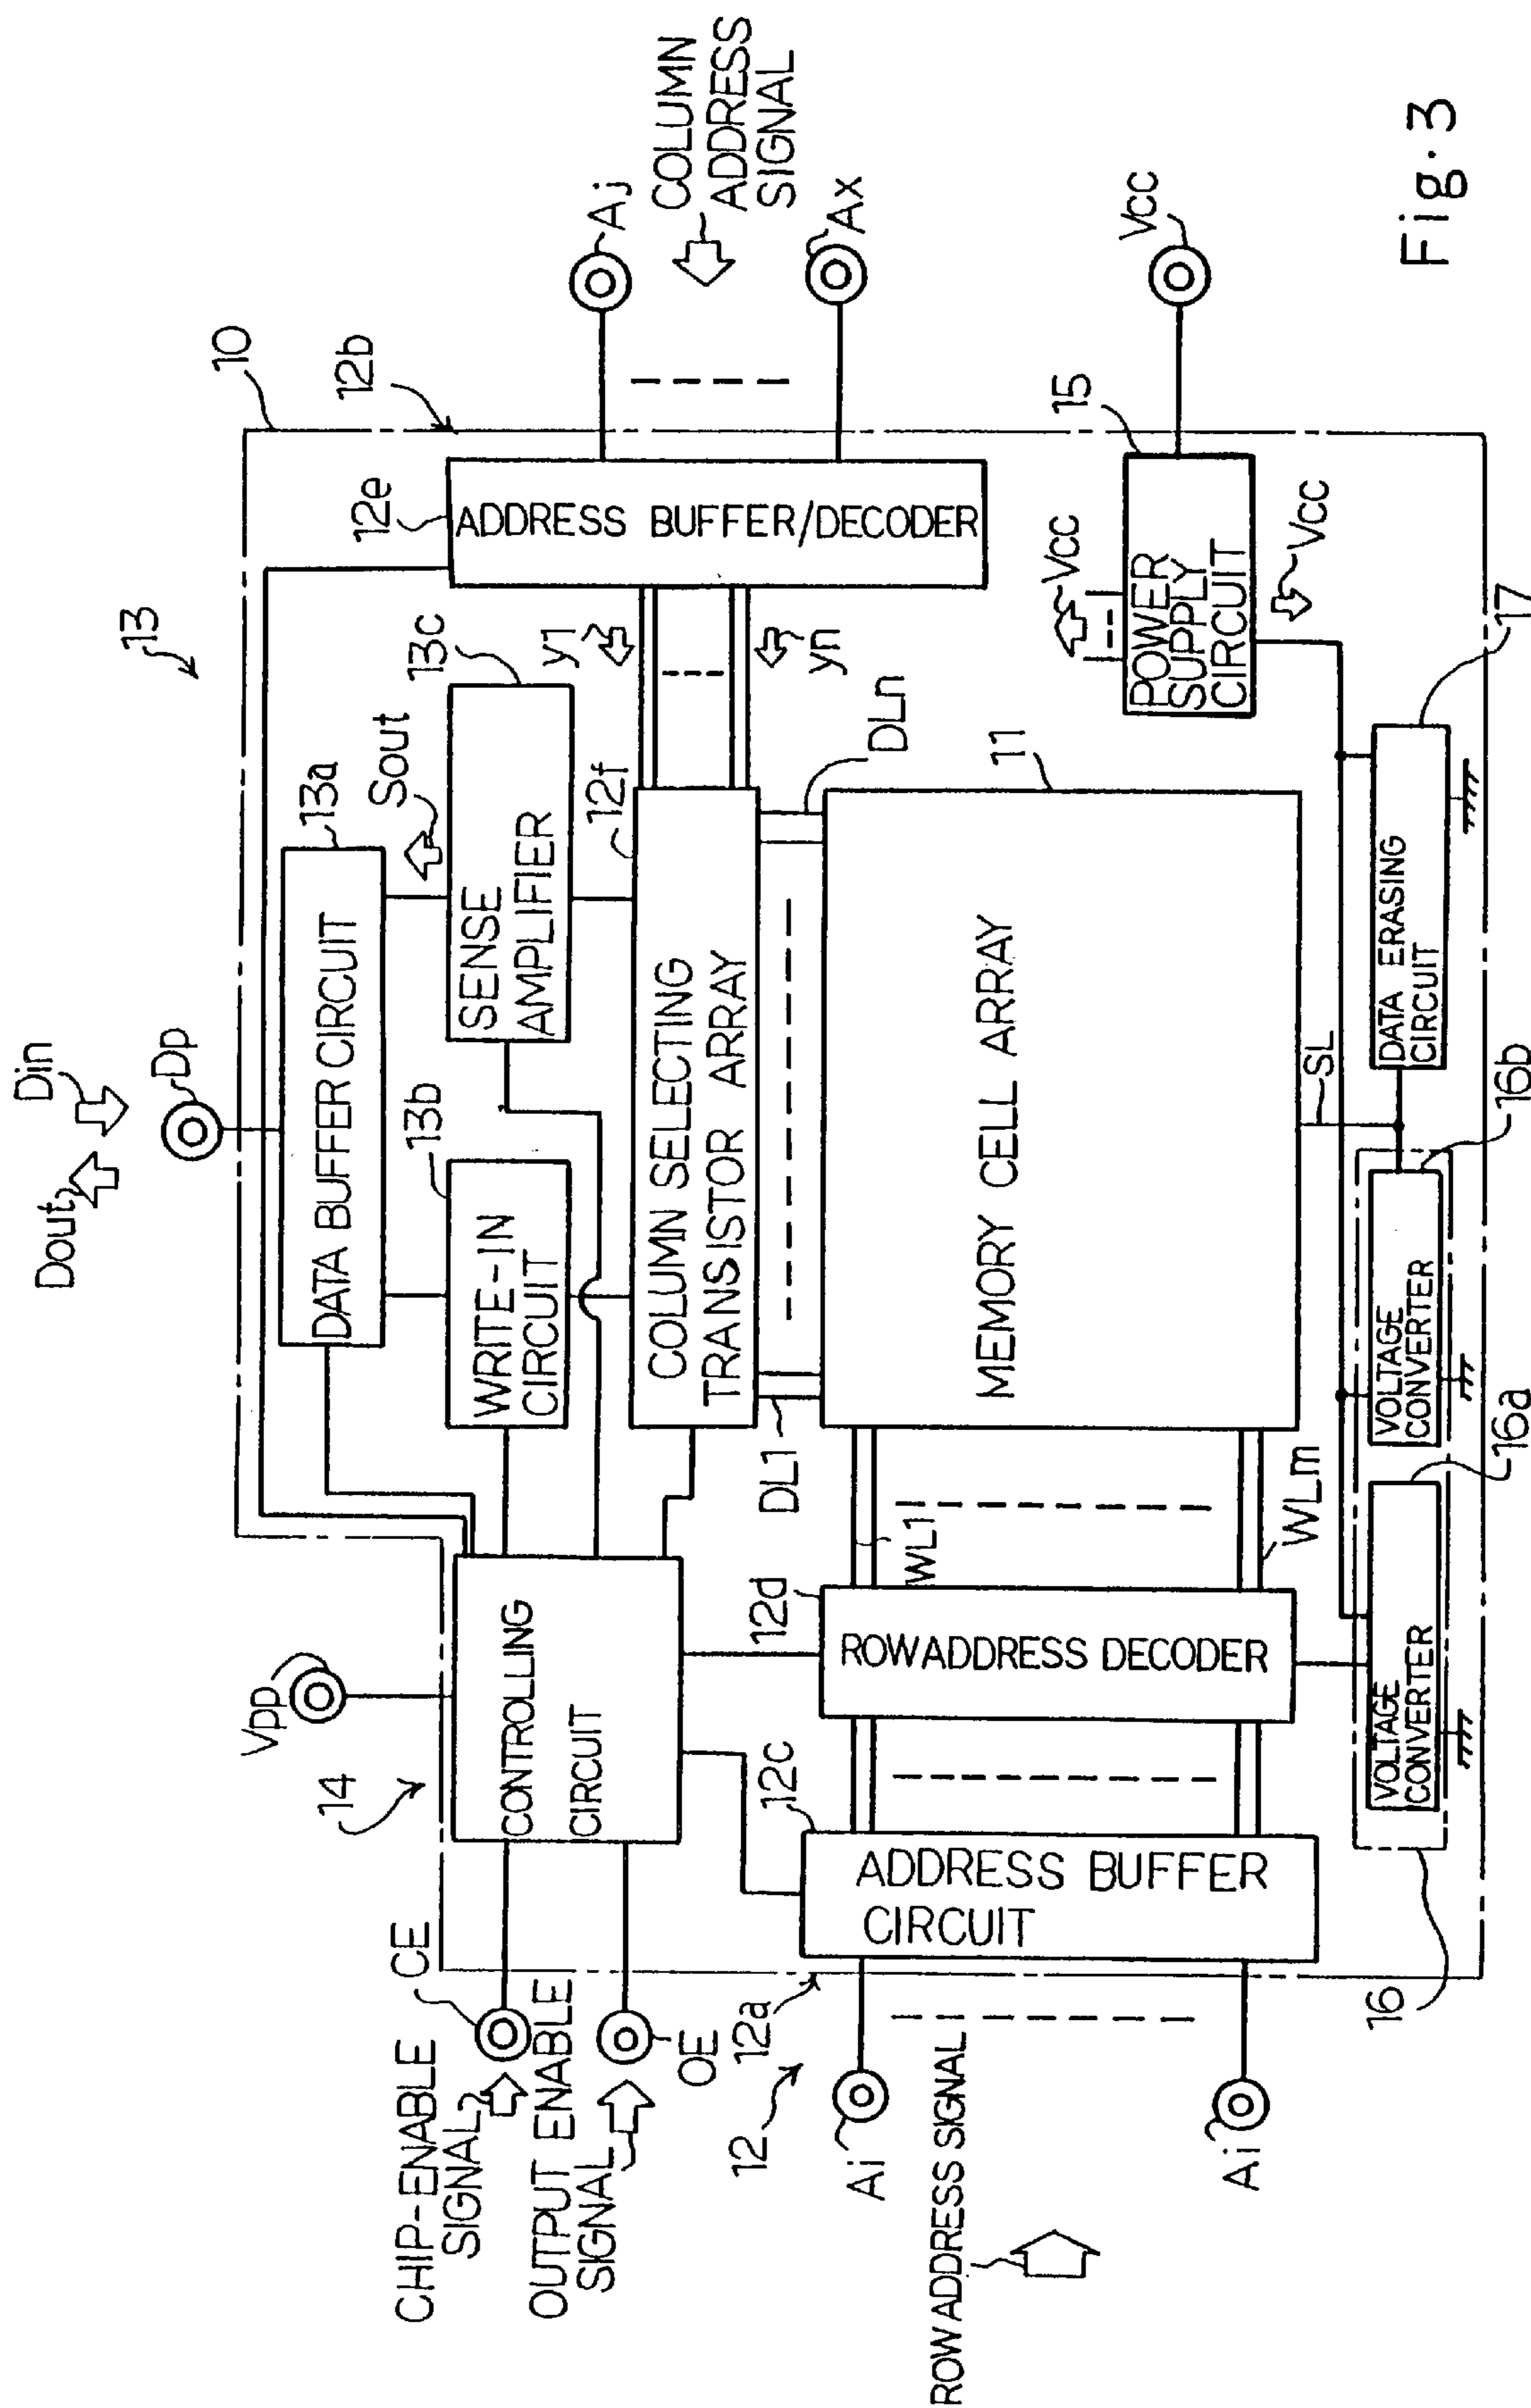 Dout
Din
Dp
13
10
12b
DATA BUFFER CIRCUIT
13a
Sout
13c
12e
Vpp
14
13b
WRITE-IN
CIRCUIT
SENSE
AMPLIFIER
12f
y1
yn
ADDRESS BUFFER/DECODER
Aj
COLUMN
ADDRESS
SIGNAL
Ax
CHIP-ENABLE
SIGNAL
CE
OUTPUT ENABLE
SIGNAL
OE
CONTROLLING
CIRCUIT
COLUMN SELECTING
TRANSISTOR ARRAY
DL1
DLn
12
12a
12c
12d
WL1
WLm
11
MEMORY CELL ARRAY
ROW ADDRESS DECODER
ADDRESS BUFFER
CIRCUIT
Ai
ROW ADDRESS SIGNAL
Ai
15
Vcc
POWER
SUPPLY
CIRCUIT
Vcc
Vcc
SL
16
VOLTAGE
CONVERTER
16a
VOLTAGE
CONVERTER
16b
DATA ERASING
CIRCUIT
17
Fig. 3